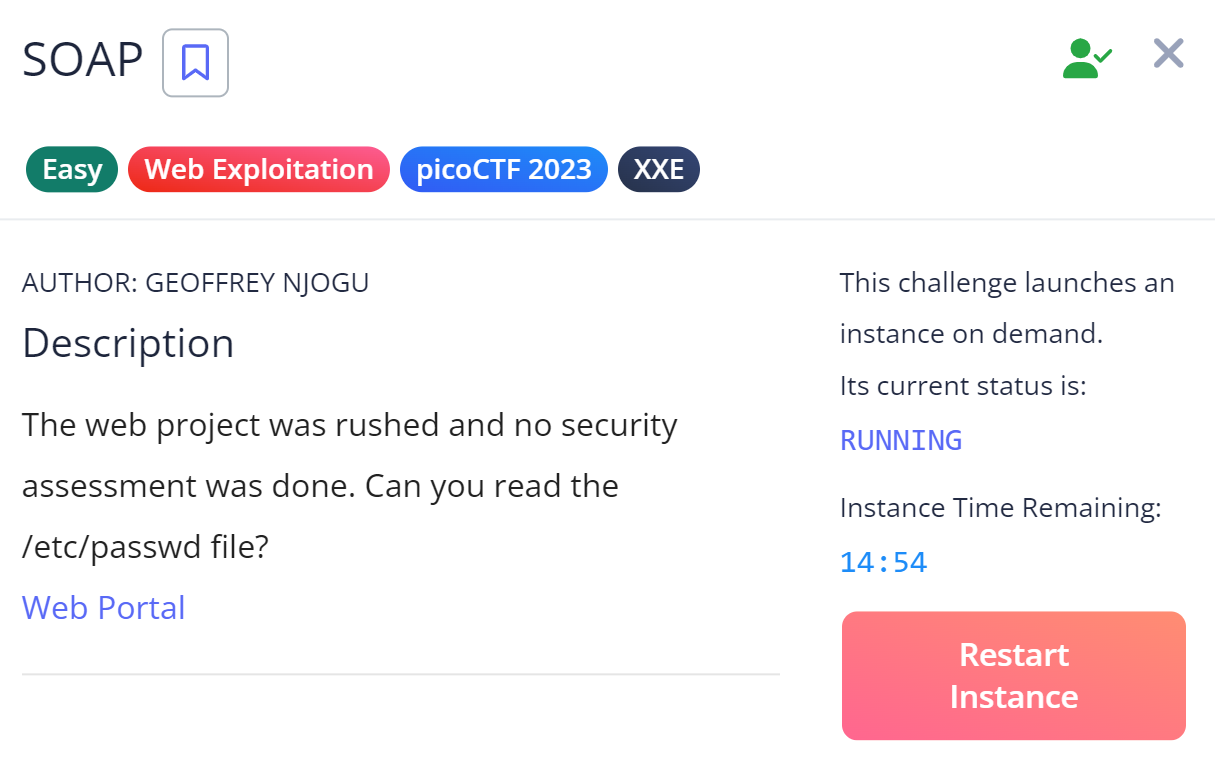 SOAP
Easy Web Exploitation picoCTF 2023 XXE
AUTHOR: GEOFFREY NJOGU
Description
The web project was rushed and no security
assessment was done. Can you read the
/etc/passwd file?
Web Portal
This challenge launches an
instance on demand.
Its current status is:
RUNNING
Instance Time Remaining:
14:54
Restart
Instance